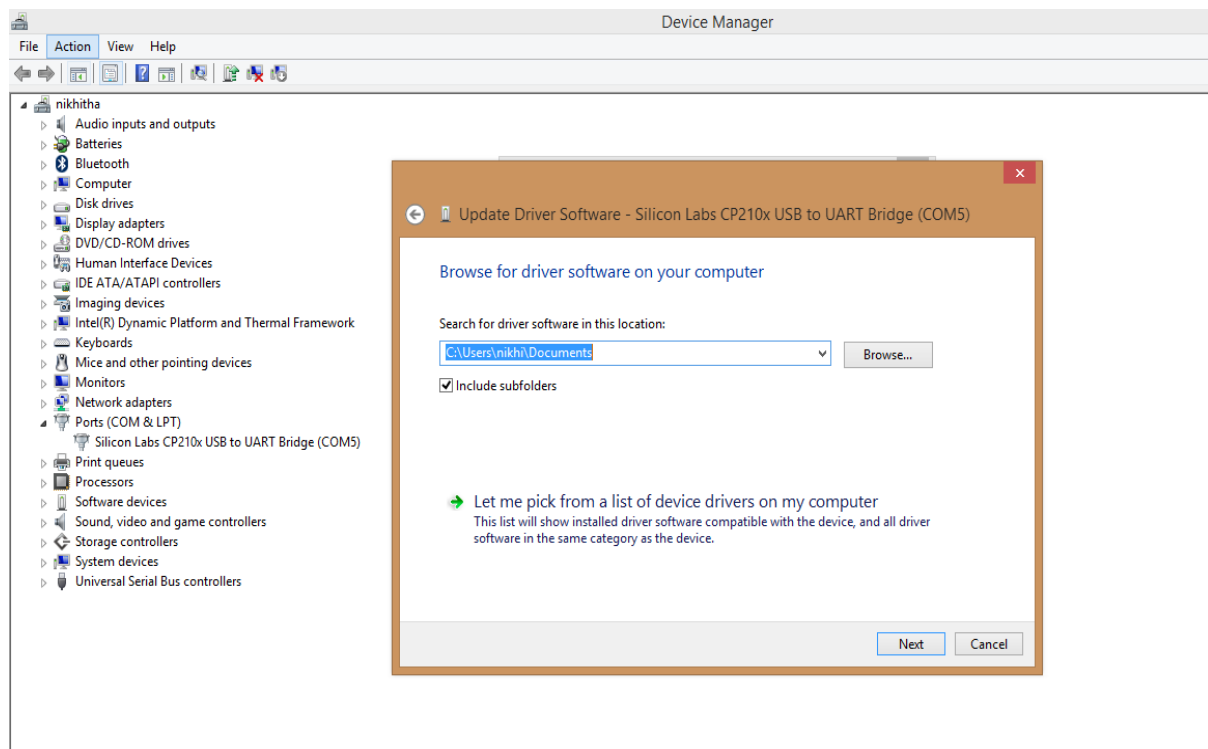 Device Manager
File Action View Help
nikhitha
Audio inputs and outputs
Batteries
Bluetooth
Computer
Disk drives
Display adapters
DVD/CD-ROM drives
Human Interface Devices
IDE ATA/ATAPI controllers
Imaging devices
Intel(R) Dynamic Platform and Thermal Framework
Keyboards
Mice and other pointing devices
Monitors
Network adapters
Ports (COM & LPT)
Silicon Labs CP210x USB to UART Bridge (COM5)
Print queues
Processors
Software devices
Sound, video and game controllers
Storage controllers
System devices
Universal Serial Bus controllers
Update Driver Software - Silicon Labs CP210x USB to UART Bridge (COM5)
Browse for driver software on your computer
Search for driver software in this location:
C:\Users\nikhi\Documents
Browse...
Include subfolders
Let me pick from a list of device drivers on my computer
This list will show installed driver software compatible with the device, and all driver
software in the same category as the device.
Next Cancel